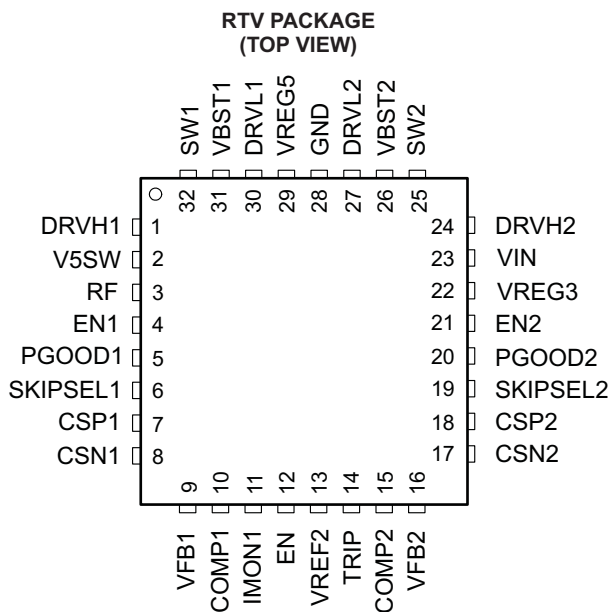 RTV PACKAGE
(TOP VIEW)
SW1
VBST1
DRVL1
VREG5
GND
DRVL2
VBST2
SW2
32
31
30
29
28
27
26
25
DRVH1 1
V5SW 2
RF 3
EN1 4
PGOOD1 5
SKIPSEL1 6
CSP1 7
CSN1 8
24 DRVH2
23 VIN
22 VREG3
21 EN2
20 PGOOD2
19 SKIPSEL2
18 CSP2
17 CSN2
9
10
11
12
13
14
15
16
VFB1
COMP1
IMON1
EN
VREF2
TRIP
COMP2
VFB2